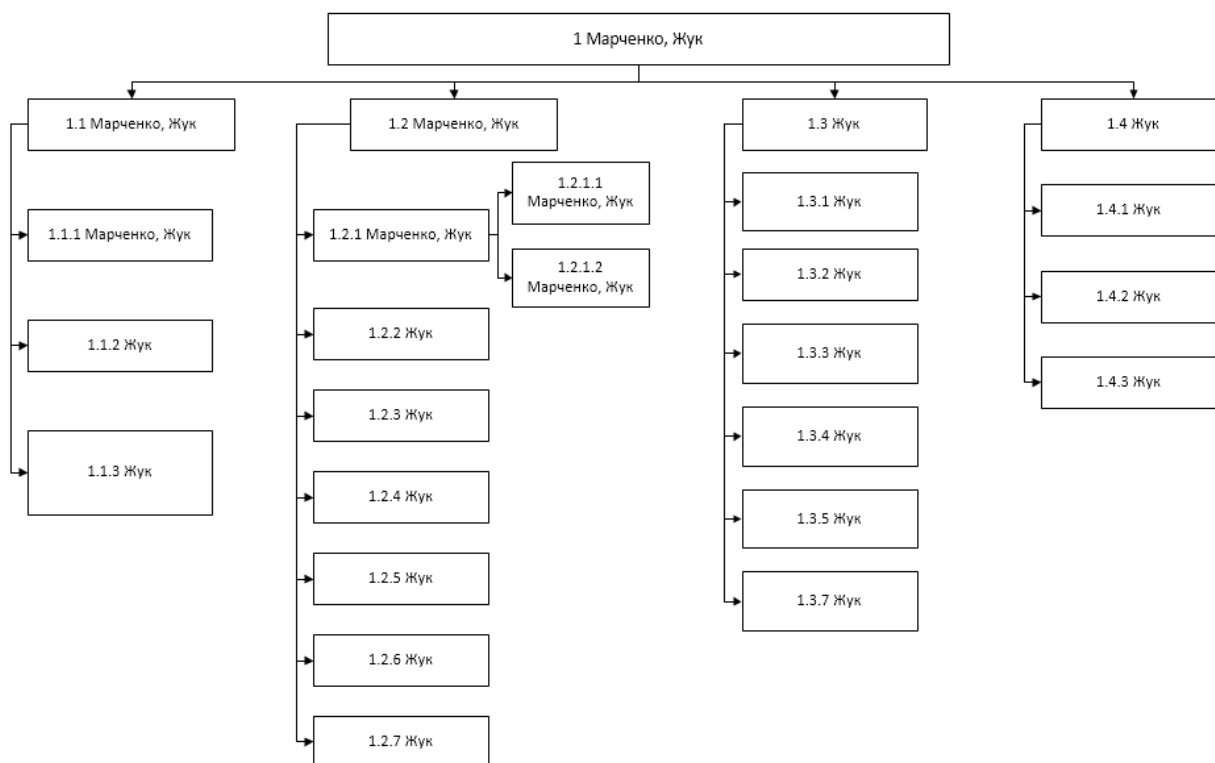 1 Марченко, Жук
1.1 Марченко, Жук
1.2 Марченко, Жук
1.3 Жук
1.4 Жук
1.1.1 Марченко, Жук
1.1.2 Жук
1.1.3 Жук
1.2.1 Марченко, Жук
1.2.1.1
Марченко, Жук
1.2.1.2
Марченко, Жук
1.2.2 Жук
1.2.3 Жук
1.2.4 Жук
1.2.5 Жук
1.2.6 Жук
1.2.7 Жук
1.3.1 Жук
1.3.2 Жук
1.3.3 Жук
1.3.4 Жук
1.3.5 Жук
1.3.7 Жук
1.4.1 Жук
1.4.2 Жук
1.4.3 Жук